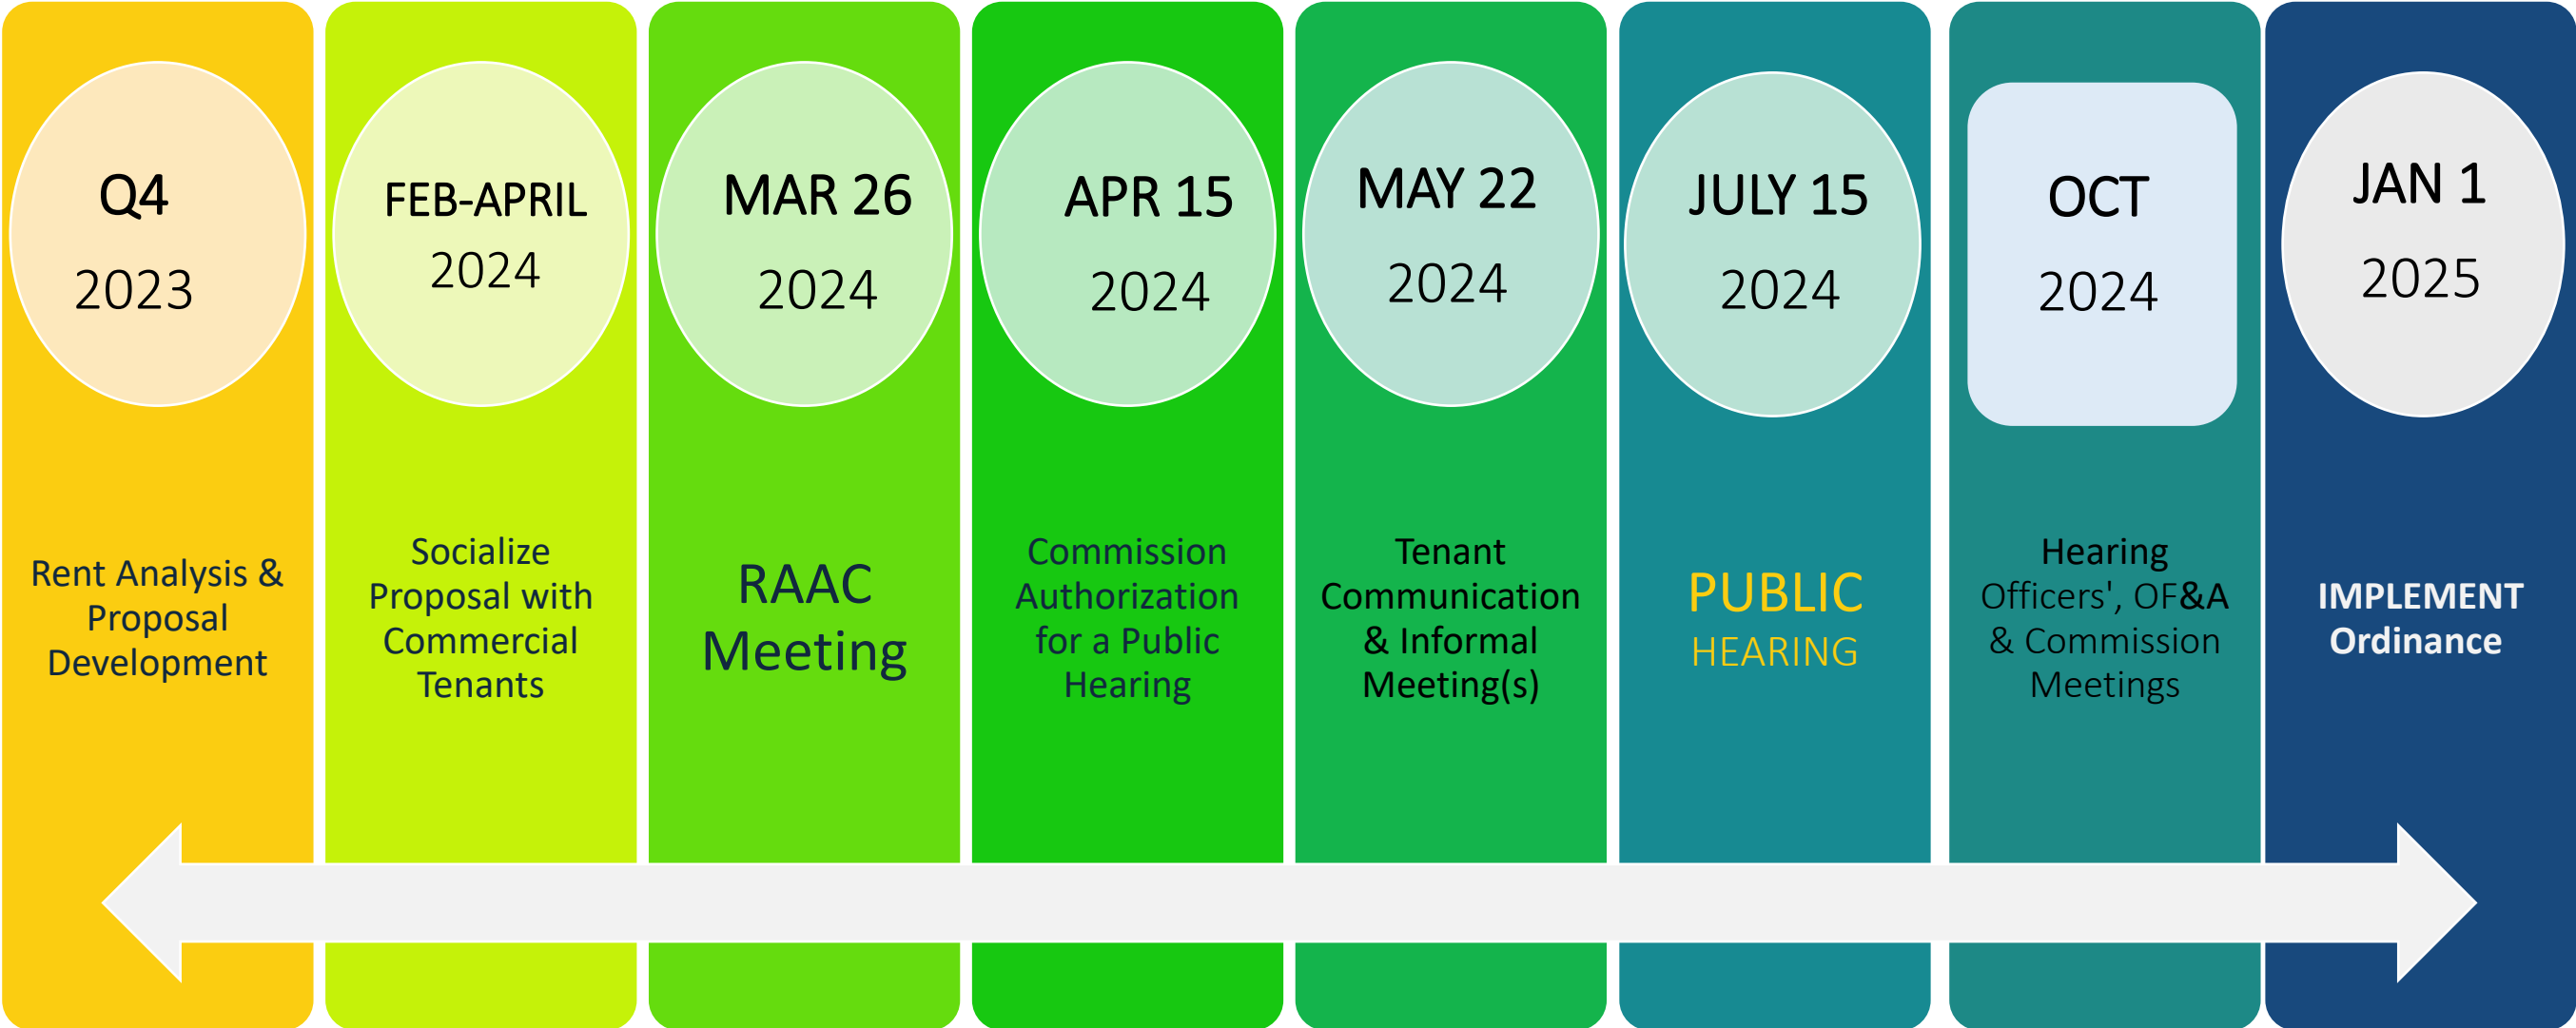 Q4
2023
Rent Analysis &
Proposal
Development
FEB-APRIL
2024
Socialize
Proposal with
Commercial
Tenants
MAR 26
2024
RAAC
Meeting
APR 15
2024
Commission
Authorization
for a Public
Hearing
MAY 22
2024
Tenant
Communication
& Informal
Meeting(s)
JULY 15
2024
PUBLIC
HEARING
OCT
2024
Hearing
Officers', OF&A
& Commission
Meetings
JAN 1
2025
IMPLEMENT
Ordinance